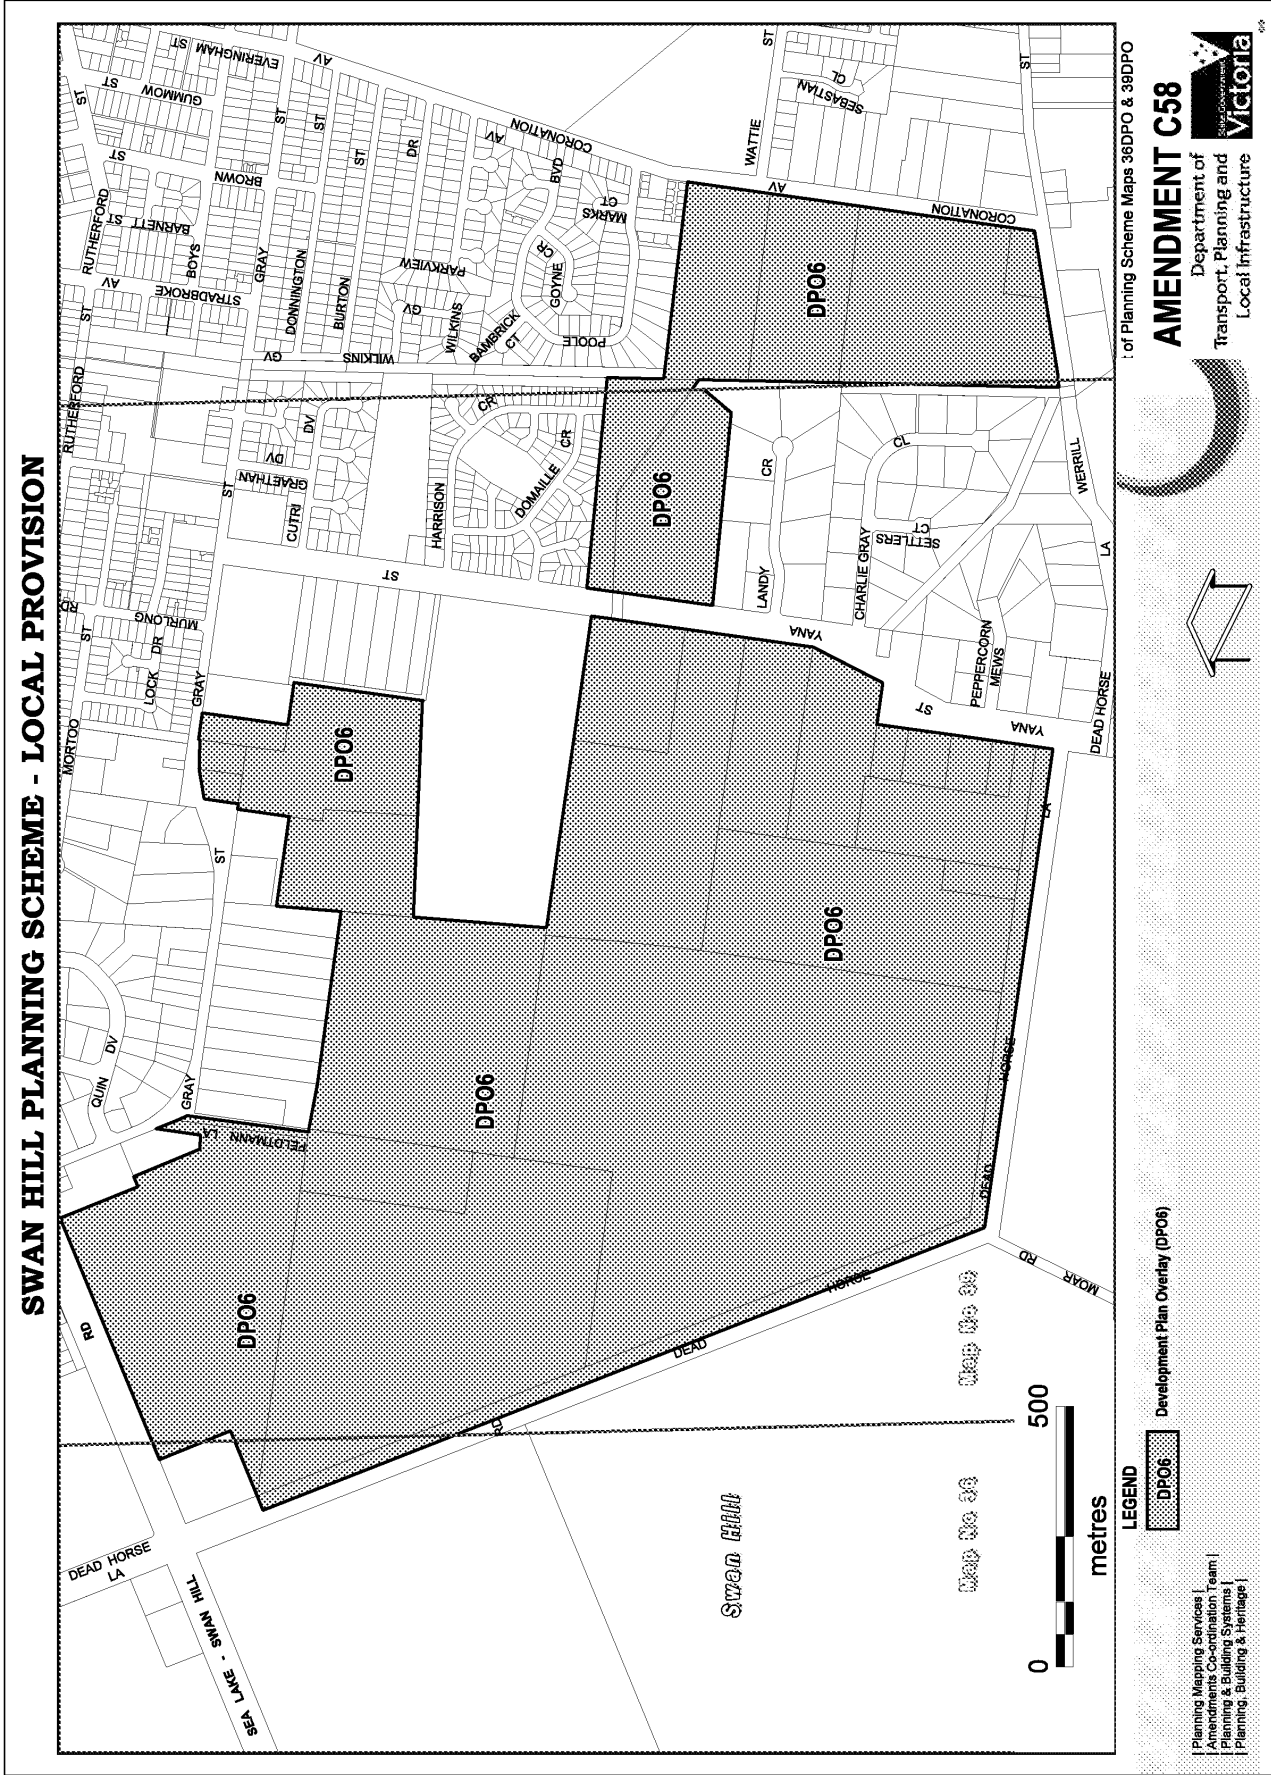 SWAN HILL PLANNING SCHEME - LOCAL PROVISION
SEA LAKE - SWAN HILL
RD
DEAD HORSE
LA
QUIN
DV
GRAY
ST
FELDTMANN LA
MORTOO
ST
RD
LOCK
DR
MURLONG
GRAY
ST
RUTHERFORD
ST
RUTHERFORD
ST
GUMMOW
ST
EVERINGHAM
ST
BARNETT ST
BROWN
ST
STRADBROKE
AV
BOYS
GRAY
ST
DONNINGTON
ST
BURTON
ST
DR
AV
PARKVIEW
WILKINS
GV
WILKINS
GV
BAMBRICK
CT
POOLE
GOYNE
CR
BVD
MARKS
CT
CORONATION
AV
GRAETHAN
DV
CUTRI
DV
HARRISON
CR
DOMAILLE
CR
ST
WATTIE
ST
SEBASTIAN
CL
CORONATION
AV
ST
DPO6
DPO6
DPO6
DPO6
DPO6
DPO6
LANDY
CR
CHARLIE GRAY
CL
SETTLERS
CT
PEPPERCORN
MEWS
YANA
ST
YANA
DEAD HORSE
LA
WERRILL
DEAD
HORSE
LA
DEAD
HORSE
RD
MOAR
RD
Swan Hill
Map No 36
Map No 39
0
500
metres
LEGEND
DPO6
Development Plan Overlay (DPO6)
of Planning Scheme Maps 36DPO & 39DPO
AMENDMENT C58
Department of
Transport, Planning and
Local Infrastructure
Victoria
| Planning Mapping Services |
| Amendments Co-ordination Team |
| Planning & Building Systems |
| Planning, Building & Heritage |